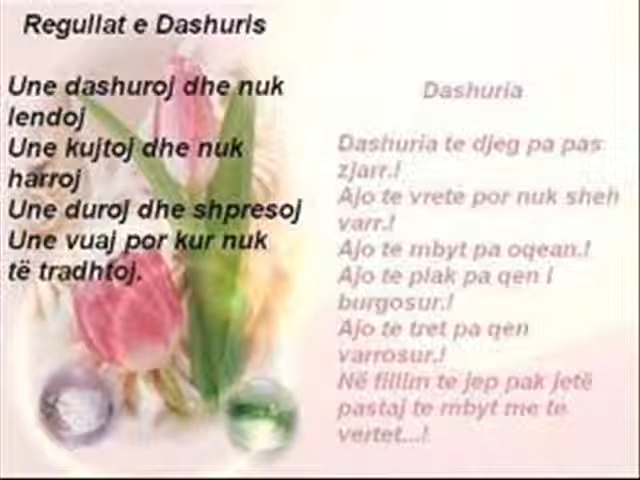 Regullat e Dashuris
Une dashuroj dhe nuk
lendoj
Une kujtoj dhe nuk
harroj
Une duroj dhe shpresoj
Une vuaj por kur nuk
të tradhtoj.
Dashuria
Dashuria te djeg pa pas
zjarr.!
Ajo te vrete por nuk sheh
varr.!
Ajo te mbyt pa oqean.!
Ajo te plak pa qen i
burgosur.!
Ajo te tret pa qen
varrosur.!
Në fillim te jep pak jetë
pastaj te mbyt me te
vertet...!